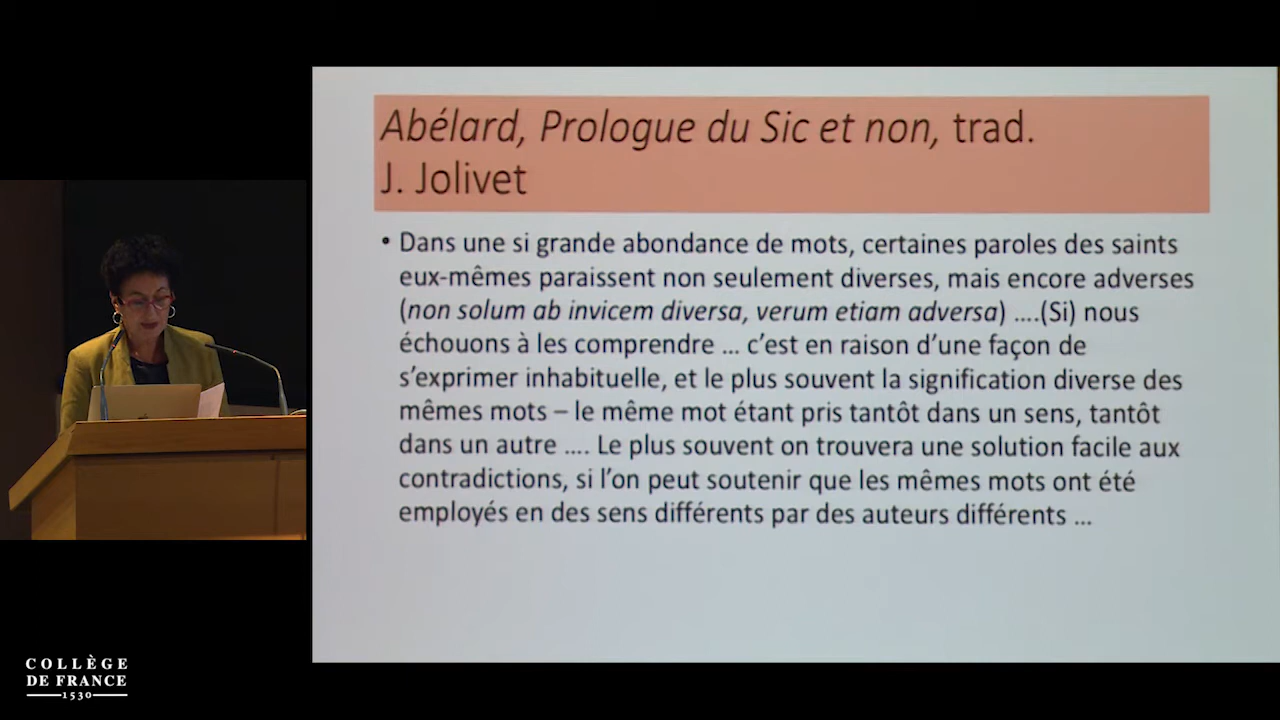 Abélard, Prologue du Sic et non, trad.
J. Jolivet
• Dans une si grande abondance de mots, certaines paroles des saints
eux-mêmes paraissent non seulement diverses, mais encore adverses
(non solum ab invicem diversa, verum etiam adversa) ....(Si) nous
échouons à les comprendre ... c’est en raison d’une façon de
s’exprimer inhabituelle, et le plus souvent la signification diverse des
mêmes mots – le même mot étant pris tantôt dans un sens, tantôt
dans un autre .... Le plus souvent on trouvera une solution facile aux
contradictions, si l’on peut soutenir que les mêmes mots ont été
employés en des sens différents par des auteurs différents ...
COLLÈGE
DE FRANCE
1530